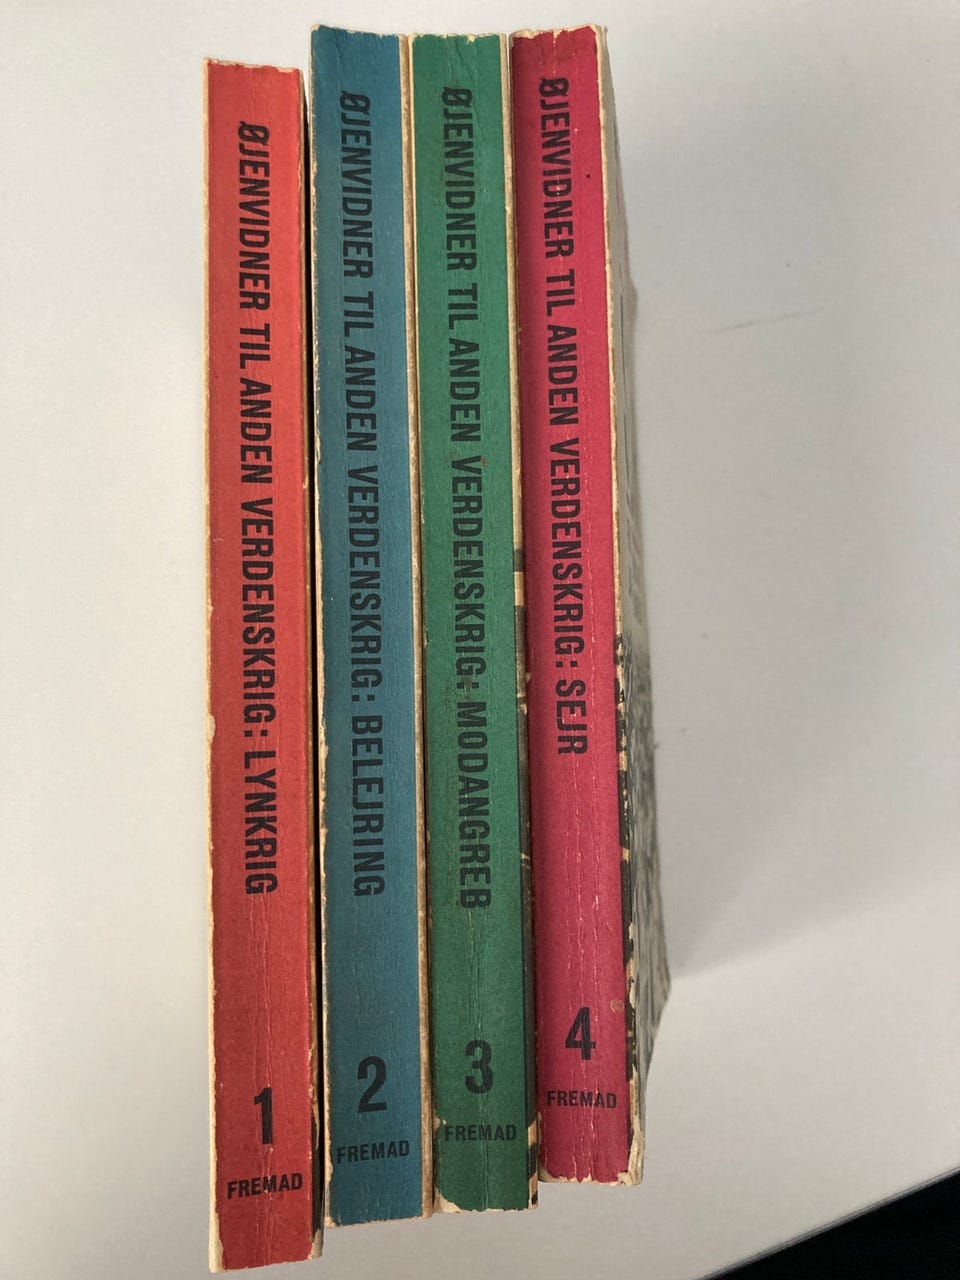 ØJENVIDNER TIL ANDEN VERDENSKRIG: LYNKRIG
1
FREMAD
ØJENVIDNER TIL ANDEN VERDENSKRIG: BELEJRING
2
FREMAD
ØJENVIDNER TIL ANDEN VERDENSKRIG: MODANGREB
3
FREMAD
ØJENVIDNER TIL ANDEN VERDENSKRIG: SEJR
4
FREMAD